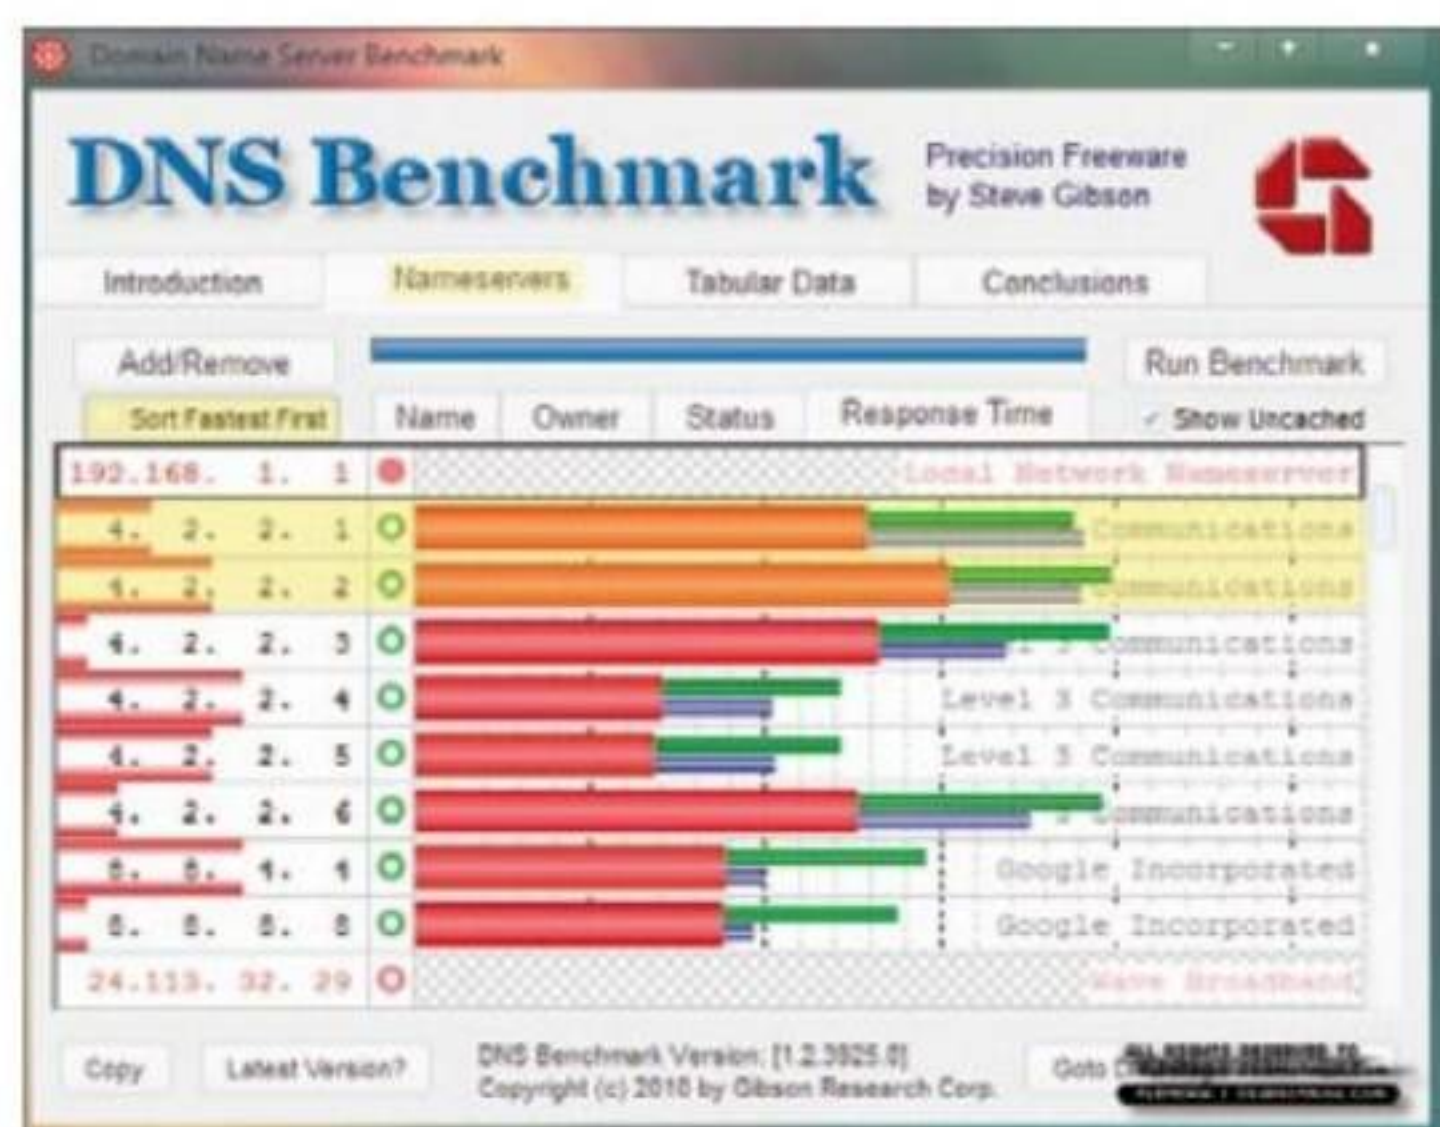 Domain Name Server Benchmark
DNS Benchmark
Precision Freeware
by Steve Gibson
Introduction Nameservers Tabular Data Conclusions
Add/Remove Run Benchmark
Sort Fastest First Name Owner Status Response Time ✓ Show Uncached
192.168. 1. 1 Local Network Nameserver
4. 2. 2. 1 Communications
4. 2. 2. 2 Communications
4. 2. 2. 3 Communications
4. 2. 2. 4 Level 3 Communications
4. 2. 2. 5 Level 3 Communications
4. 2. 2. 6 3 Communications
8. 8. 4. 4 Google Incorporated
8. 8. 8. 8 Google Incorporated
24.113. 32. 29 Wave Broadband
Copy Latest Version? DNS Benchmark Version: [1.2.3925.0]
Copyright (c) 2010 by Gibson Research Corp.
Goto
ALL RIGHTS RESERVED TO